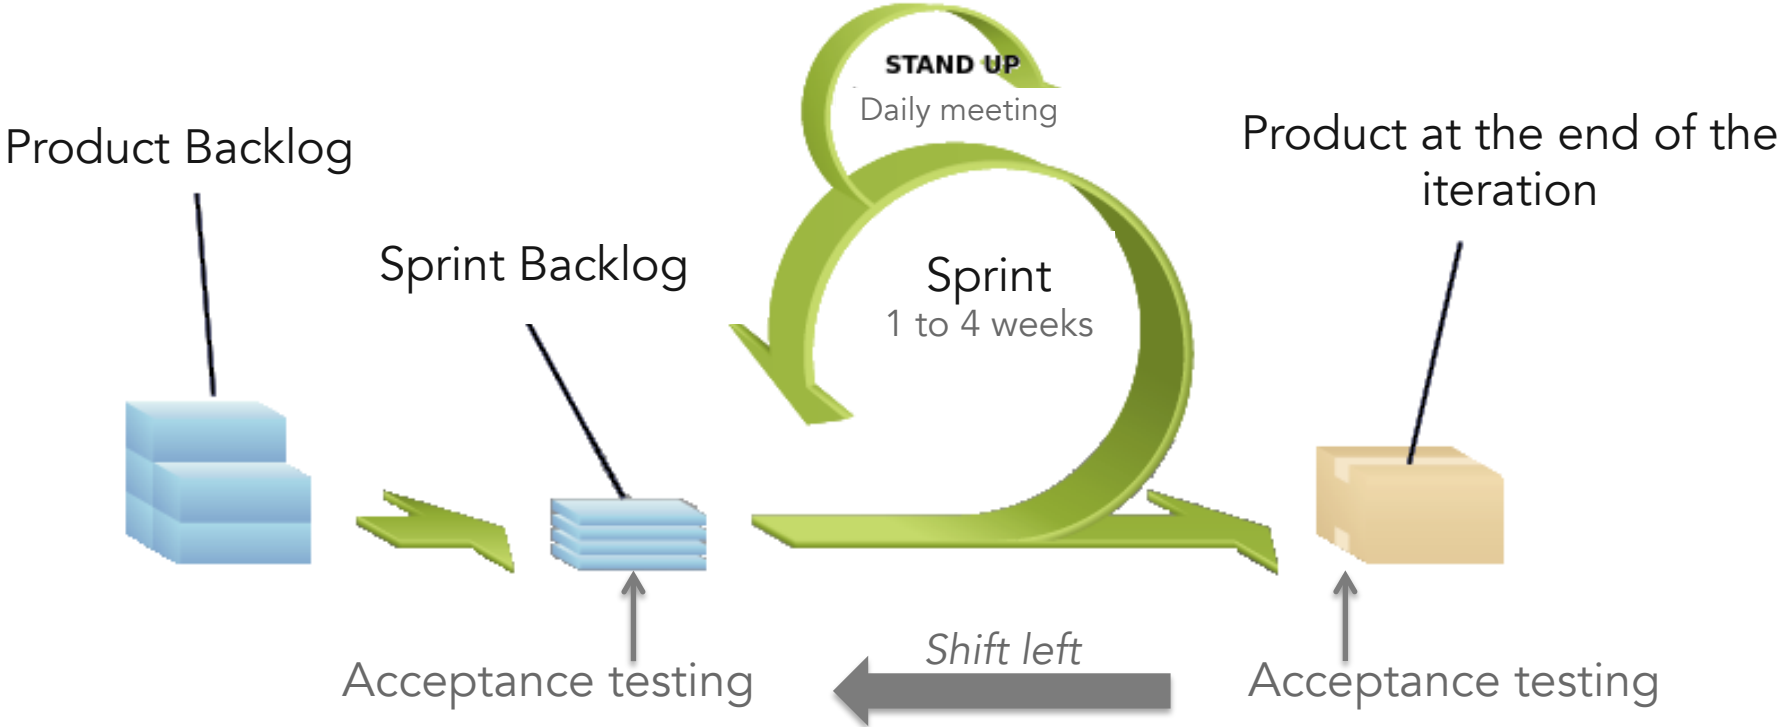 STAND UP
Daily meeting
Product Backlog
Product at the end of the
iteration
Sprint Backlog
Sprint
1 to 4 weeks
Shift left
Acceptance testing
Acceptance testing